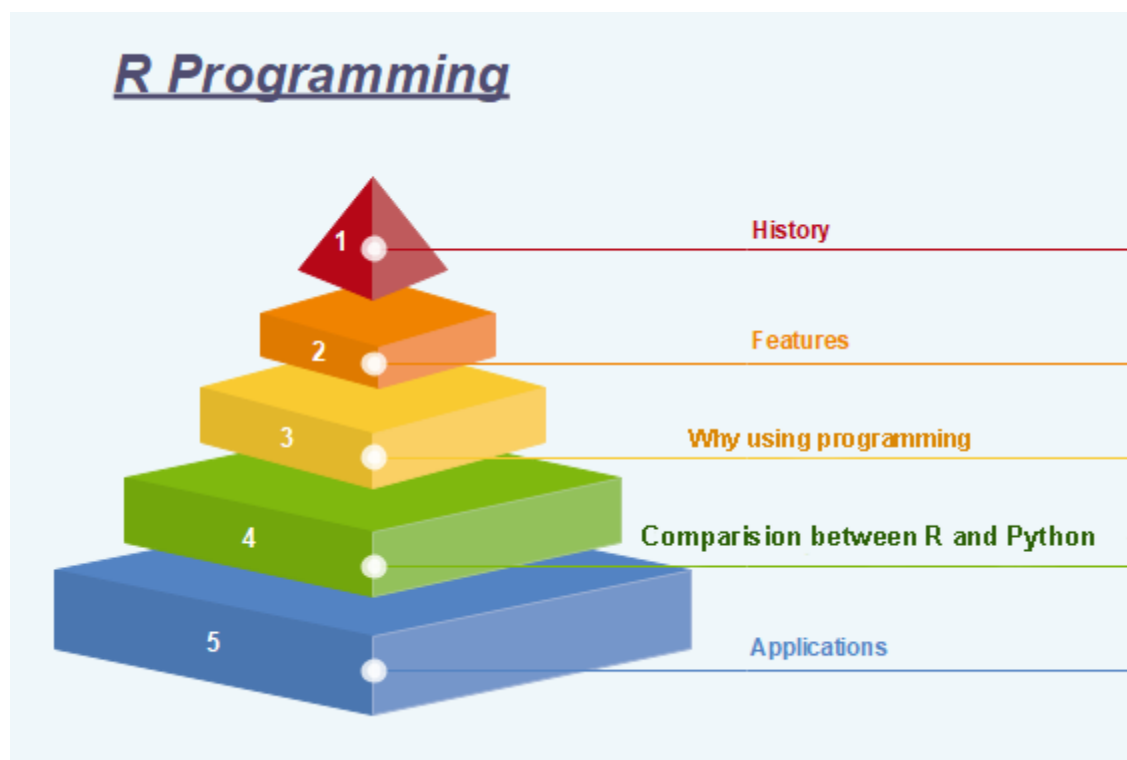 R Programming
1
History
2
Features
3
Why using programming
4
Comparision between R and Python
5
Applications